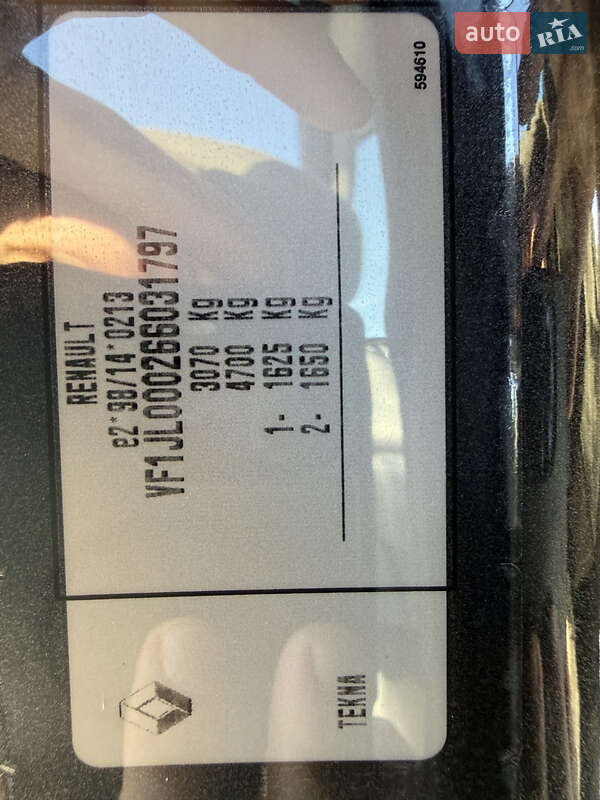 RENAULT
e2*98/14*0213
VF1JL000266031797
3070 Kg
4700 Kg
1- 1625 Kg
2- 1650 Kg
TEKNA
594610
auto RIA
.com